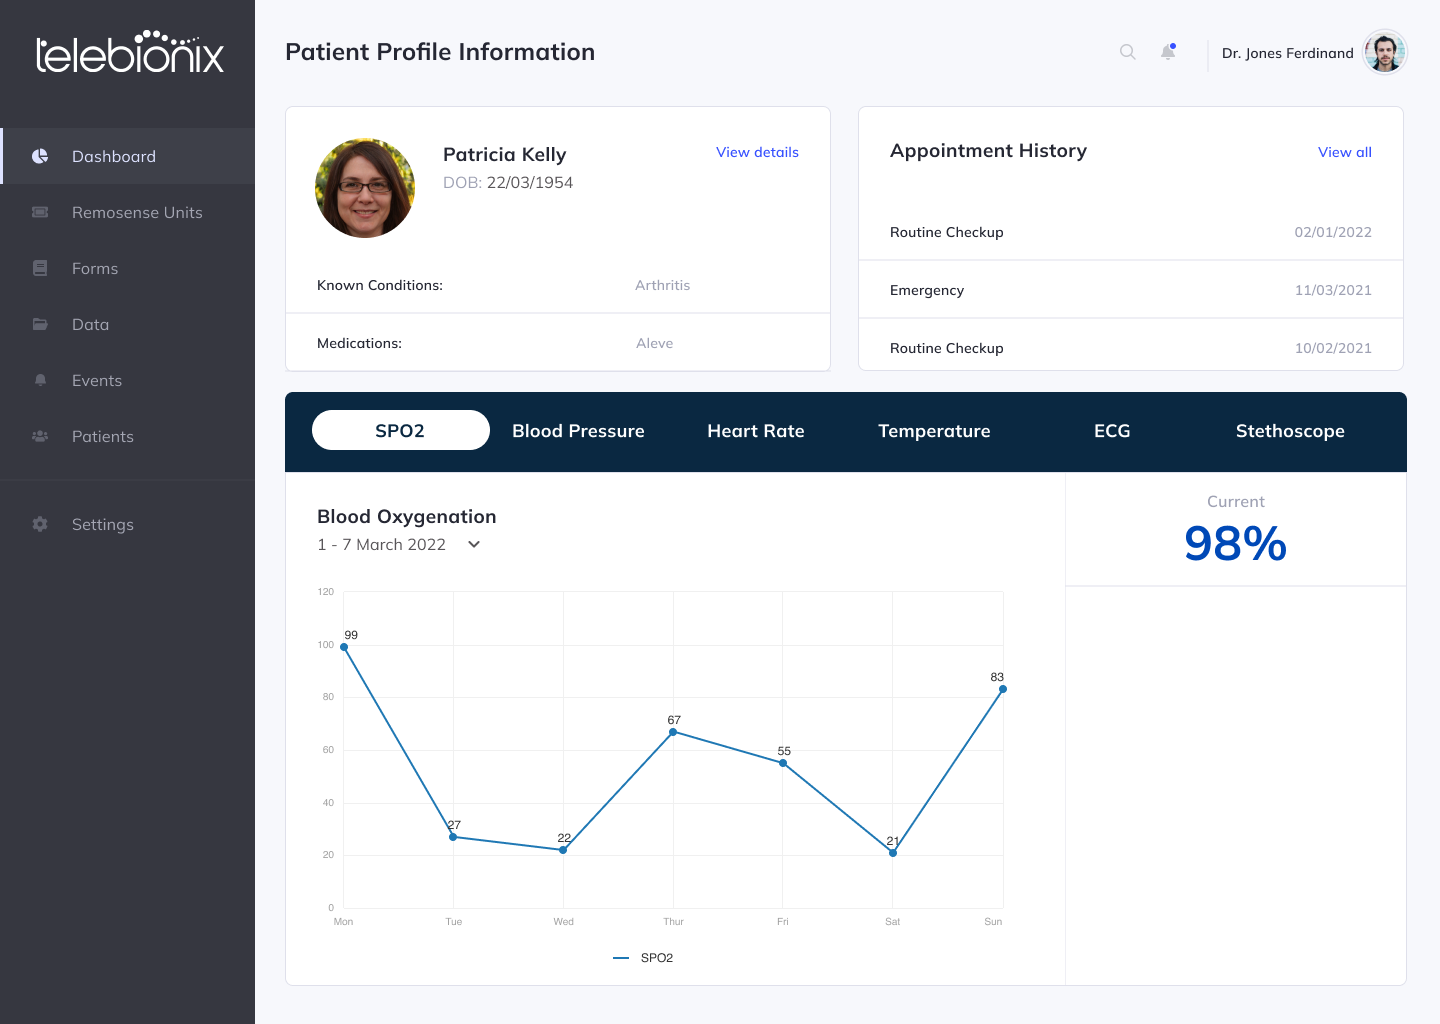 telebionix
Dashboard
Remosense Units
Forms
Data
Events
Patients
Settings
Patient Profile Information
Dr. Jones Ferdinand
Patricia Kelly
View details
DOB: 22/03/1954
Known Conditions: Arthritis
Medications: Aleve
Appointment History
View all
Routine Checkup 02/01/2022
Emergency 11/03/2021
Routine Checkup 10/02/2021
SPO2 Blood Pressure Heart Rate Temperature ECG Stethoscope
Blood Oxygenation
1 - 7 March 2022
120
100
80
60
40
20
0
99
27
22
67
55
21
83
Mon Tue Wed Thur Fri Sat Sun
SPO2
Current
98%